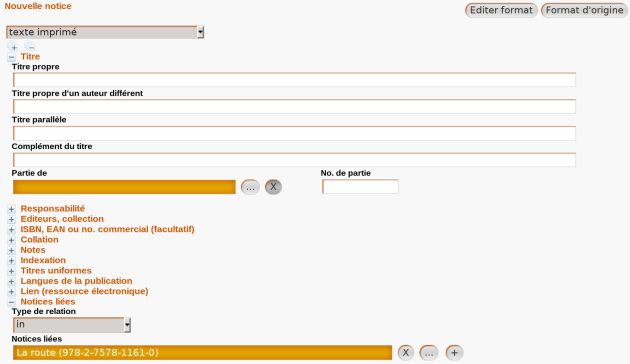 Nouvelle notice
Editer format
Format d'origine
texte imprimé
Titre
Titre propre
Titre propre d'un auteur différent
Titre parallèle
Complément du titre
Partie de
No. de partie
... X
Responsabilité
Editeurs, collection
ISBN, EAN ou no. commercial (facultatif)
Collation
Notes
Indexation
Titres uniformes
Langues de la publication
Lien (ressource électronique)
Notices liées
Type de relation
in
Notices liées
La route (978-2-7578-1161-0) X ... +